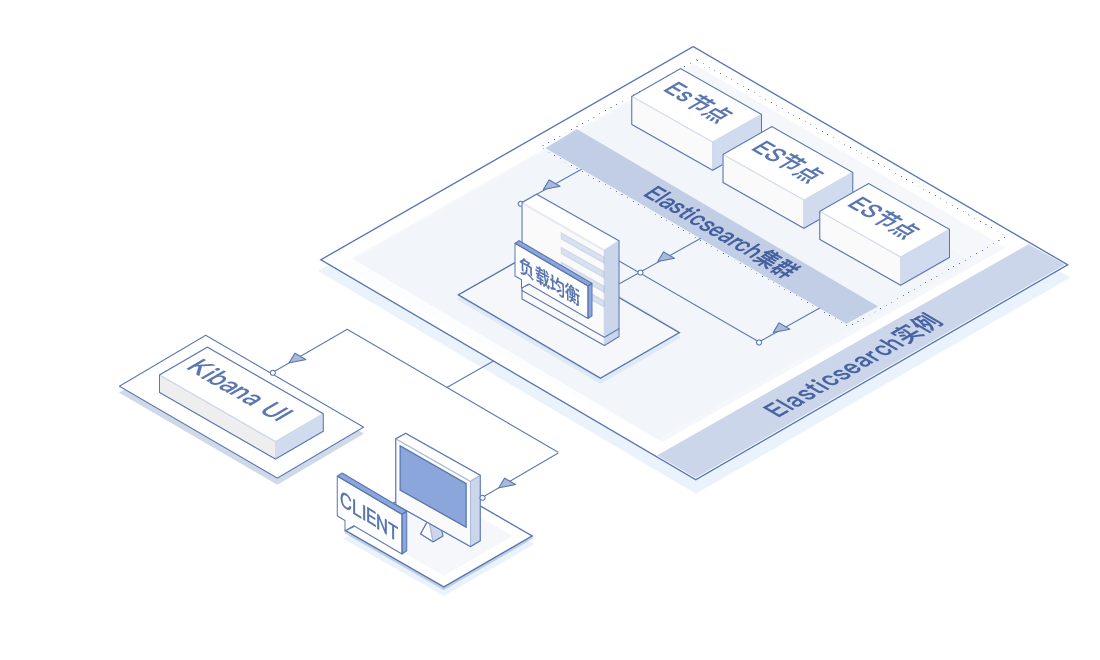 Es节点
ES节点
ES节点
Elasticsearch集群
负载均衡
Elasticsearch实例
Kibana UI
CLIENT